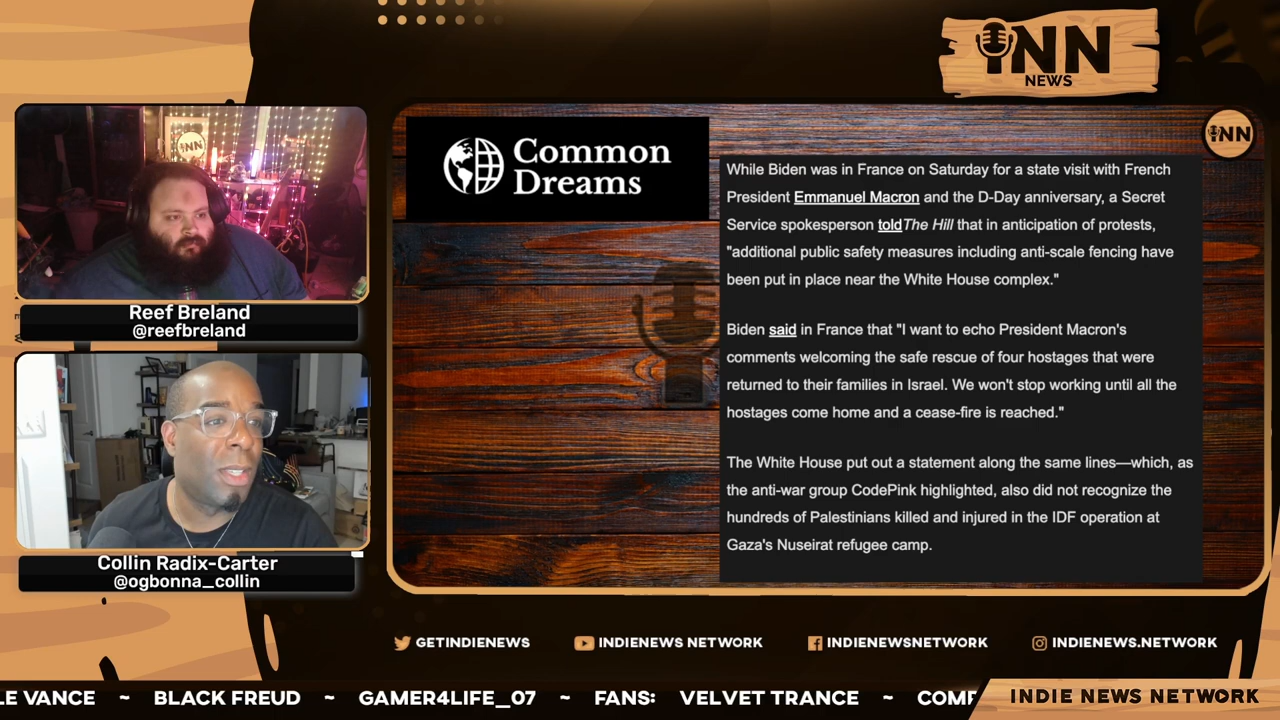 iNN
NEWS
iNN
Common
Dreams
While Biden was in France on Saturday for a state visit with French
President Emmanuel Macron and the D-Day anniversary, a Secret
Service spokesperson toldThe Hill that in anticipation of protests,
"additional public safety measures including anti-scale fencing have
been put in place near the White House complex."
Biden said in France that "I want to echo President Macron's
comments welcoming the safe rescue of four hostages that were
returned to their families in Israel. We won't stop working until all the
hostages come home and a cease-fire is reached."
The White House put out a statement along the same lines—which, as
the anti-war group CodePink highlighted, also did not recognize the
hundreds of Palestinians killed and injured in the IDF operation at
Gaza's Nuseirat refugee camp.
iNN
Reef Breland
@reefbreland
Collin Radix-Carter
@ogbonna_collin
GETINDIENEWS
INDIENEWS NETWORK
INDIENEWSNETWORK
INDIENEWS.NETWORK
LE VANCE ~ BLACK FREUD ~ GAMER4LIFE_07 ~ FANS: VELVET TRANCE ~ COMP
INDIE NEWS NETWORK